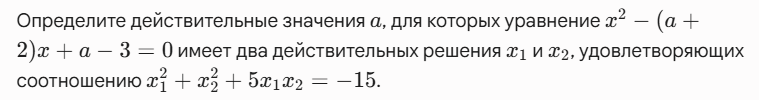 Определите действительные значения a, для которых уравнение x² − (a +
2)x + a − 3 = 0 имеет два действительных решения x₁ и x₂, удовлетворяющих
соотношению x₁² + x₂² + 5x₁x₂ = −15.